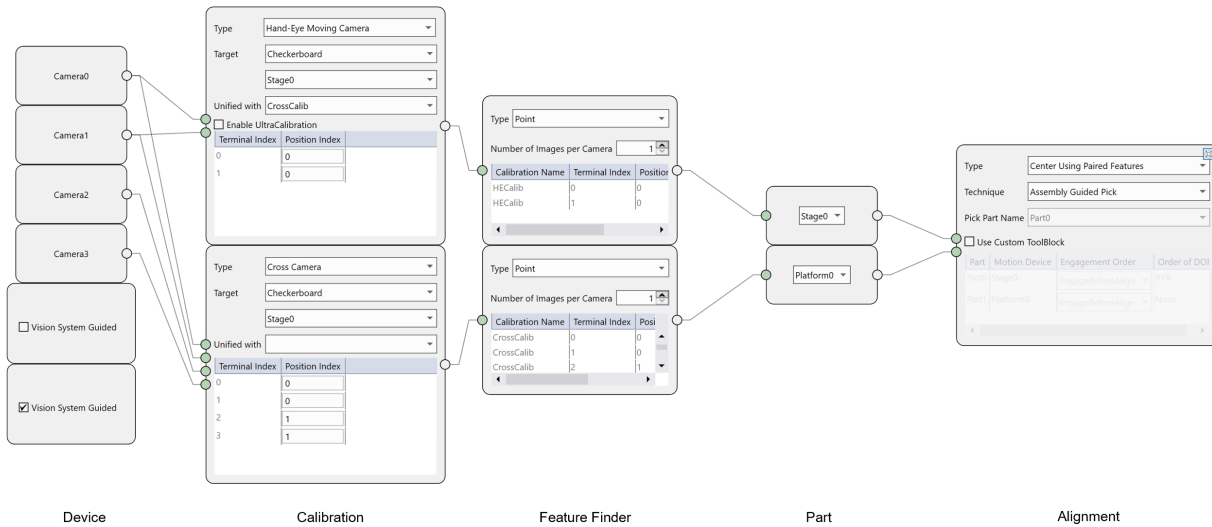 Camera0
Camera1
Camera2
Camera3
Vision System Guided
Vision System Guided
Type Hand-Eye Moving Camera
Target Checkerboard
Stage0
Unified with CrossCalib
Enable UltraCalibration
Terminal Index Position Index
0 0
1 0
Type Cross Camera
Target Checkerboard
Stage0
Unified with
Terminal Index Position Index
0 0
1 0
2 1
3 1
Type Point
Number of Images per Camera 1
Calibration Name Terminal Index Position
HECalib 0 0
HECalib 1 0
Type Point
Number of Images per Camera 1
Calibration Name Terminal Index Posi
CrossCalib 0 0
CrossCalib 1 0
CrossCalib 2 1
Stage0
Platform0
Type Center Using Paired Features
Technique Assembly Guided Pick
Pick Part Name Part0
Use Custom ToolBlock
Part Motion Device Engagement Order Order of DOF
Part0 Stage0 EngageBeforeAlign XYθ
Part1 Platform0 EngageBeforeAlign None
Device Calibration Feature Finder Part Alignment